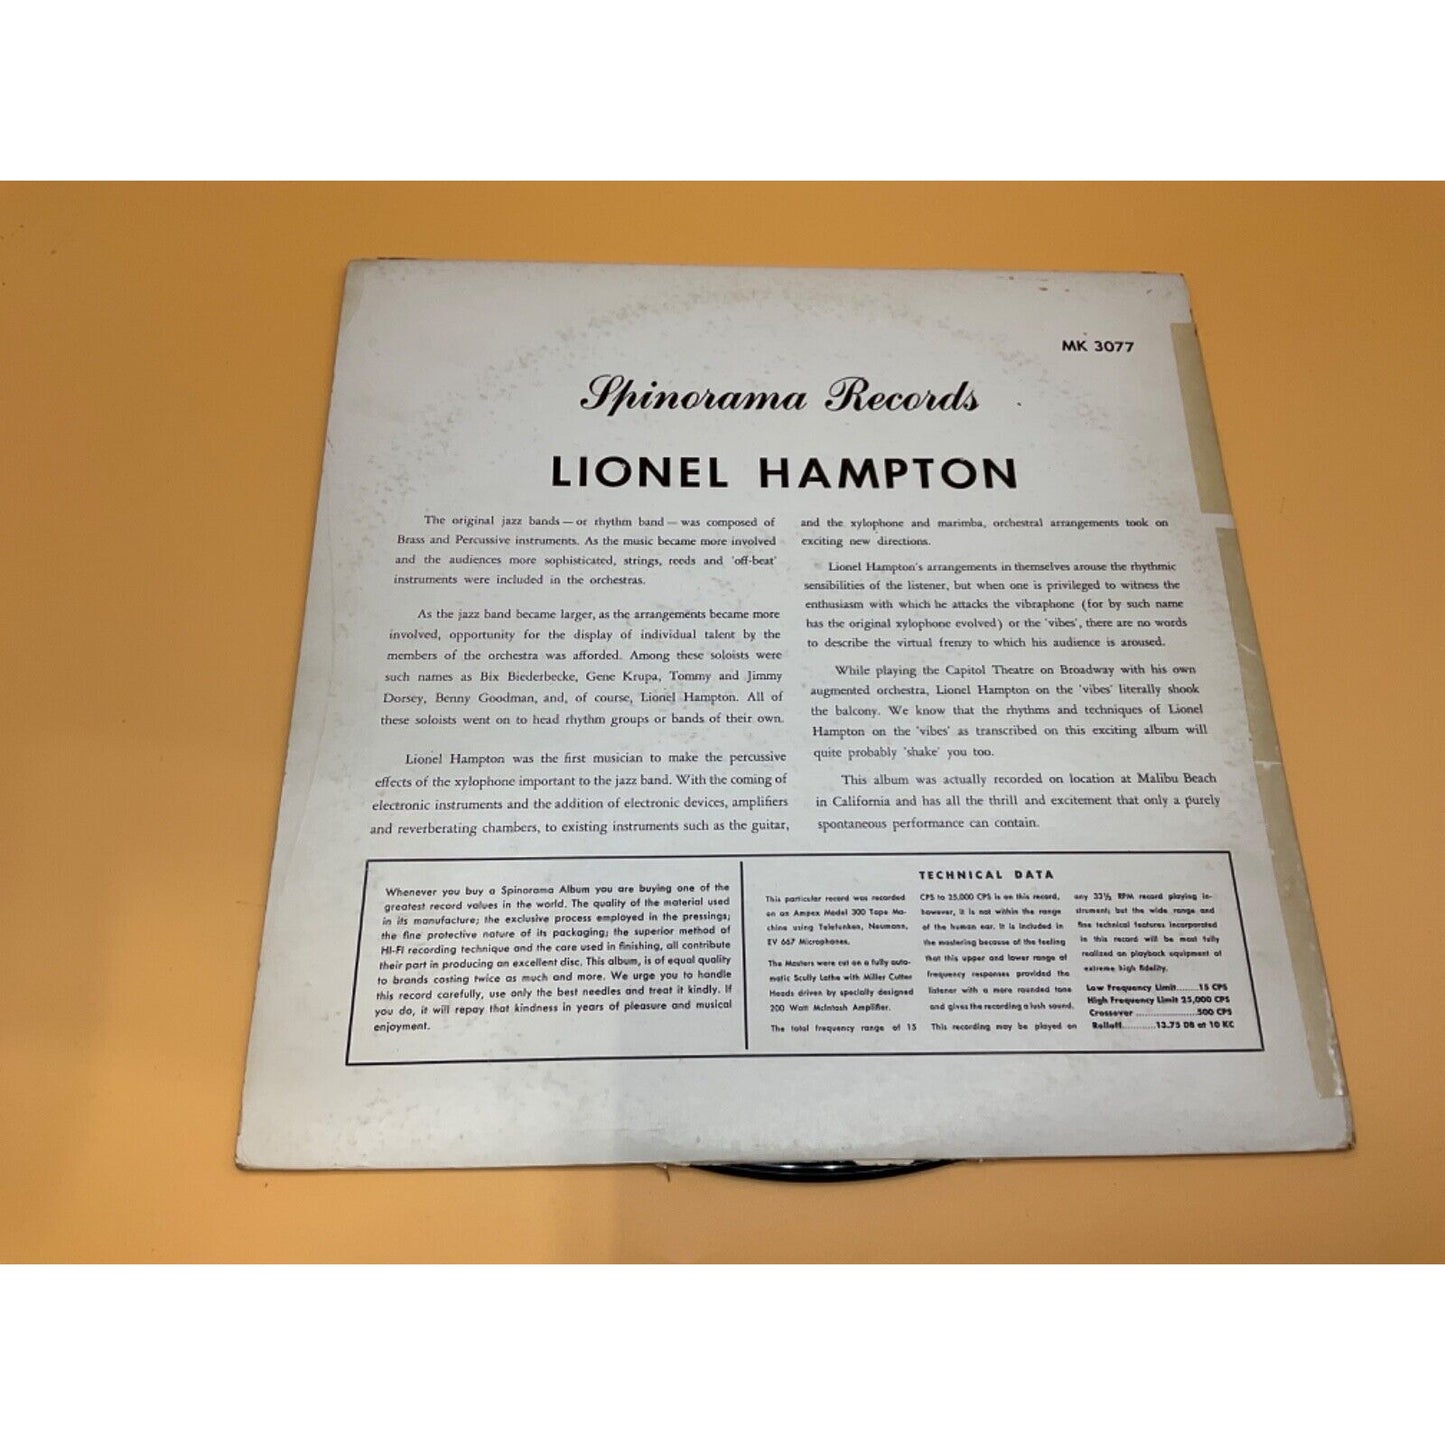 MK 3077
Spinorama Records
LIONEL HAMPTON
The original jazz bands — or rhythm band — was composed of
Brass and Percussive instruments. As the music became more involved
and the audiences more sophisticated, strings, reeds and 'off-beat'
instruments were included in the orchestras.
As the jazz band became larger, as the arrangements became more
involved, opportunity for the display of individual talent by the
members of the orchestra was afforded. Among these soloists were
such names as Bix Biederbecke, Gene Krupa, Tommy and Jimmy
Dorsey, Benny Goodman, and, of course, Lionel Hampton. All of
these soloists went on to head rhythm groups or bands of their own.
Lionel Hampton was the first musician to make the percussive
effects of the xylophone important to the jazz band. With the coming of
electronic instruments and the addition of electronic devices, amplifiers
and reverberating chambers, to existing instruments such as the guitar,
and the xylophone and marimba, orchestral arrangements took on
exciting new directions.
Lionel Hampton's arrangements in themselves arouse the rhythmic
sensibilities of the listener, but when one is privileged to witness the
enthusiasm with which he attacks the vibraphone (for by such name
has the original xylophone evolved) or the 'vibes', there are no words
to describe the virtual frenzy to which his audience is aroused.
While playing the Capitol Theatre on Broadway with his own
augmented orchestra, Lionel Hampton on the 'vibes' literally shook
the balcony. We know that the rhythms and techniques of Lionel
Hampton on the 'vibes' as transcribed on this exciting album will
quite probably 'shake' you too.
This album was actually recorded on location at Malibu Beach
in California and has all the thrill and excitement that only a purely
spontaneous performance can contain.
Whenever you buy a Spinorama Album you are buying one of the
greatest record values in the world. The quality of the material used
in its manufacture; the exclusive process employed in the pressings;
the fine protective nature of its packaging; the superior method of
HI-FI recording technique and the care used in finishing, all contribute
their part in producing an excellent disc. This album, is of equal quality
to brands costing twice as much and more. We urge you to handle
this record carefully, use only the best needles and treat it kindly. If
you do, it will repay that kindness in years of pleasure and musical
enjoyment.
TECHNICAL DATA
This particular record was recorded
on an Ampex Model 300 Tape Ma-
chine using Telefunken, Neumann,
EV 667 Microphones.
The Masters were cut on a fully auto-
matic Scully Lathe with Miller Cutter
Heads driven by specially designed
200 Watt McIntosh Amplifier.
The total frequency range of 15
CPS to 25,000 CPS is on this record,
however, it is not within the range
of the human ear. It is included in
the mastering because of the feeling
that this upper and lower range of
frequency responses provided the
listener with a more rounded tone
and gives the recording a lush sound.
This recording may be played on
any 33⅓ RPM record playing in-
strument; but the wide range and
fine technical features incorporated
in this record will be most fully
realized on playback equipment of
extreme high fidelity.
Low Frequency Limit.......15 CPS
High Frequency Limit 25,000 CPS
Crossover ....................500 CPS
Rolloff...........13.75 DB at 10 KC